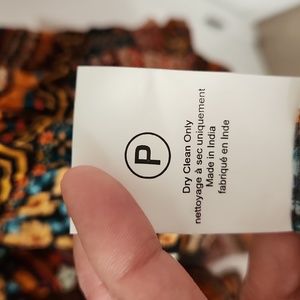 P
Dry Clean Only
nettoyage à sec uniquement
Made in India
fabriqué en Inde